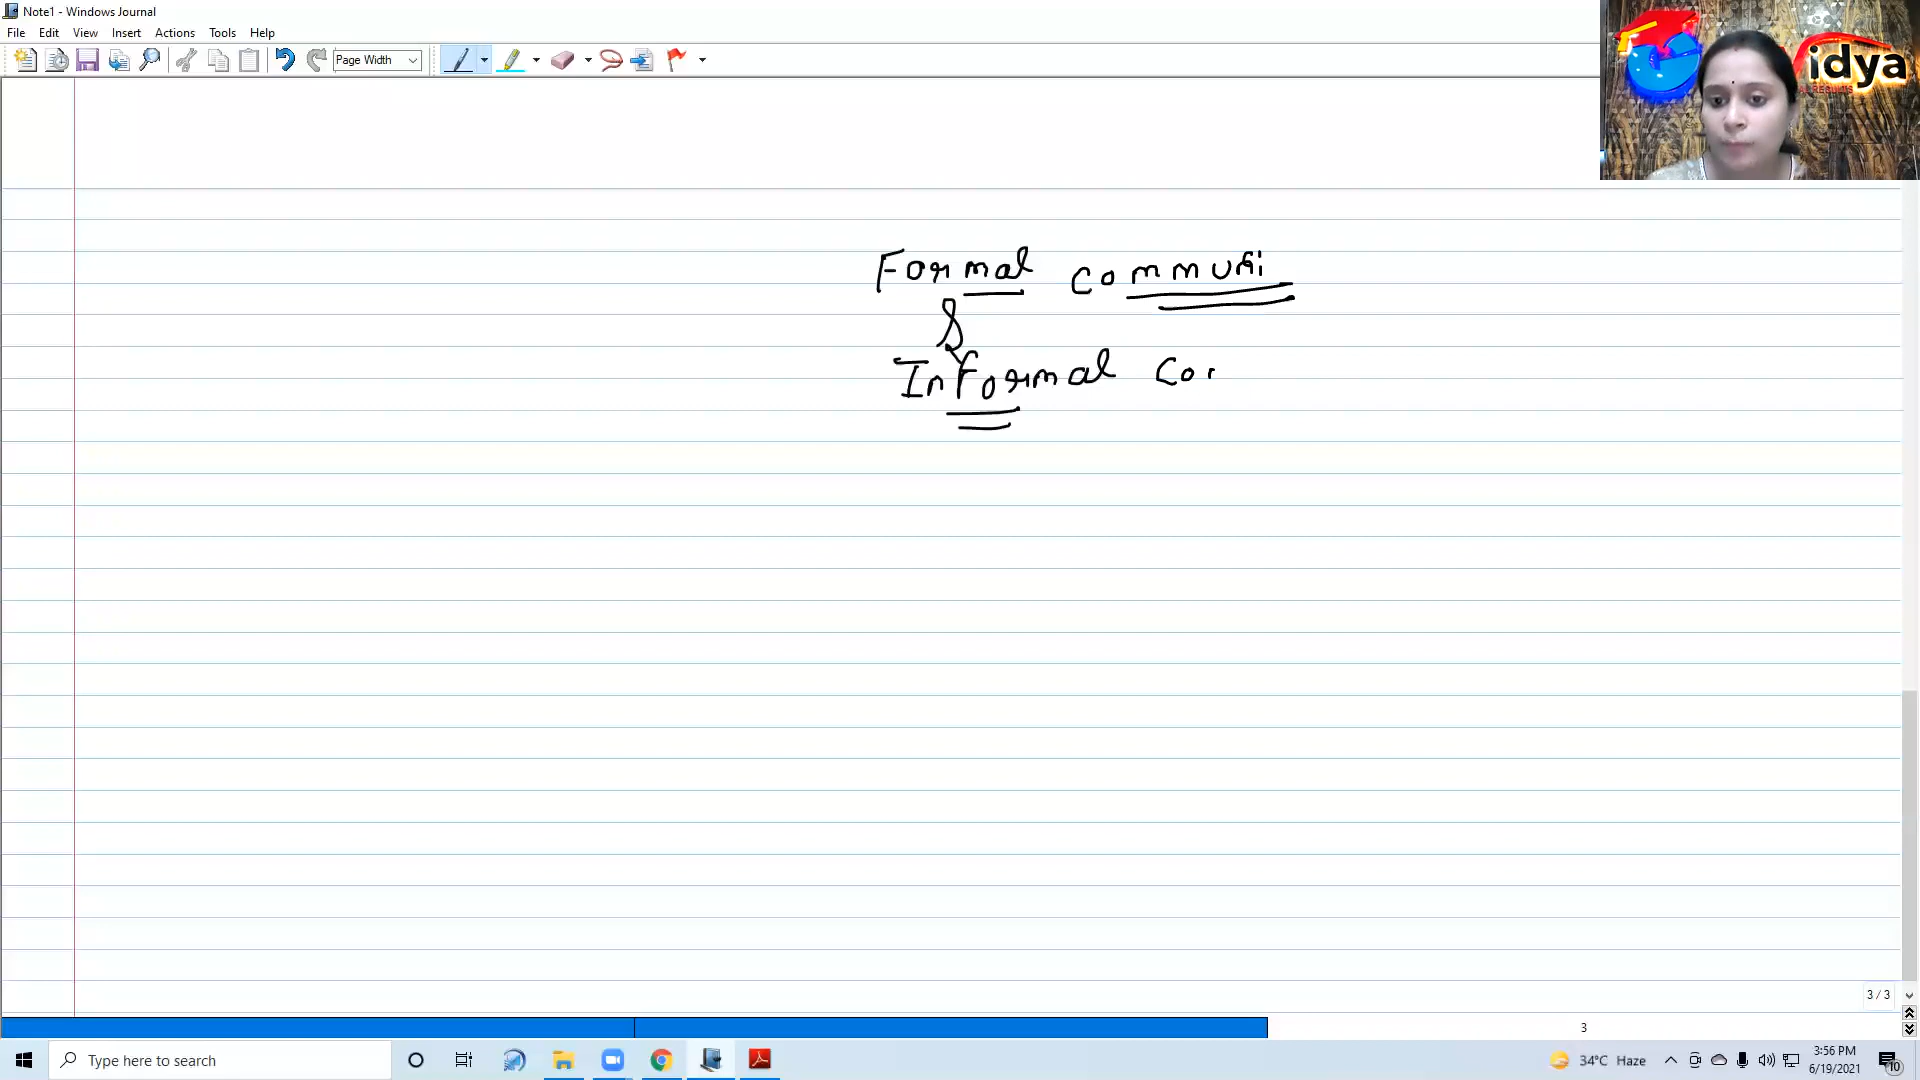 Note1 - Windows Journal
File Edit View Insert Actions Tools Help
Page Width
idya
Formal Communi
&
Informal Co
3 / 3
3
Type here to search
34°C Haze
3:56 PM
6/19/2021
10